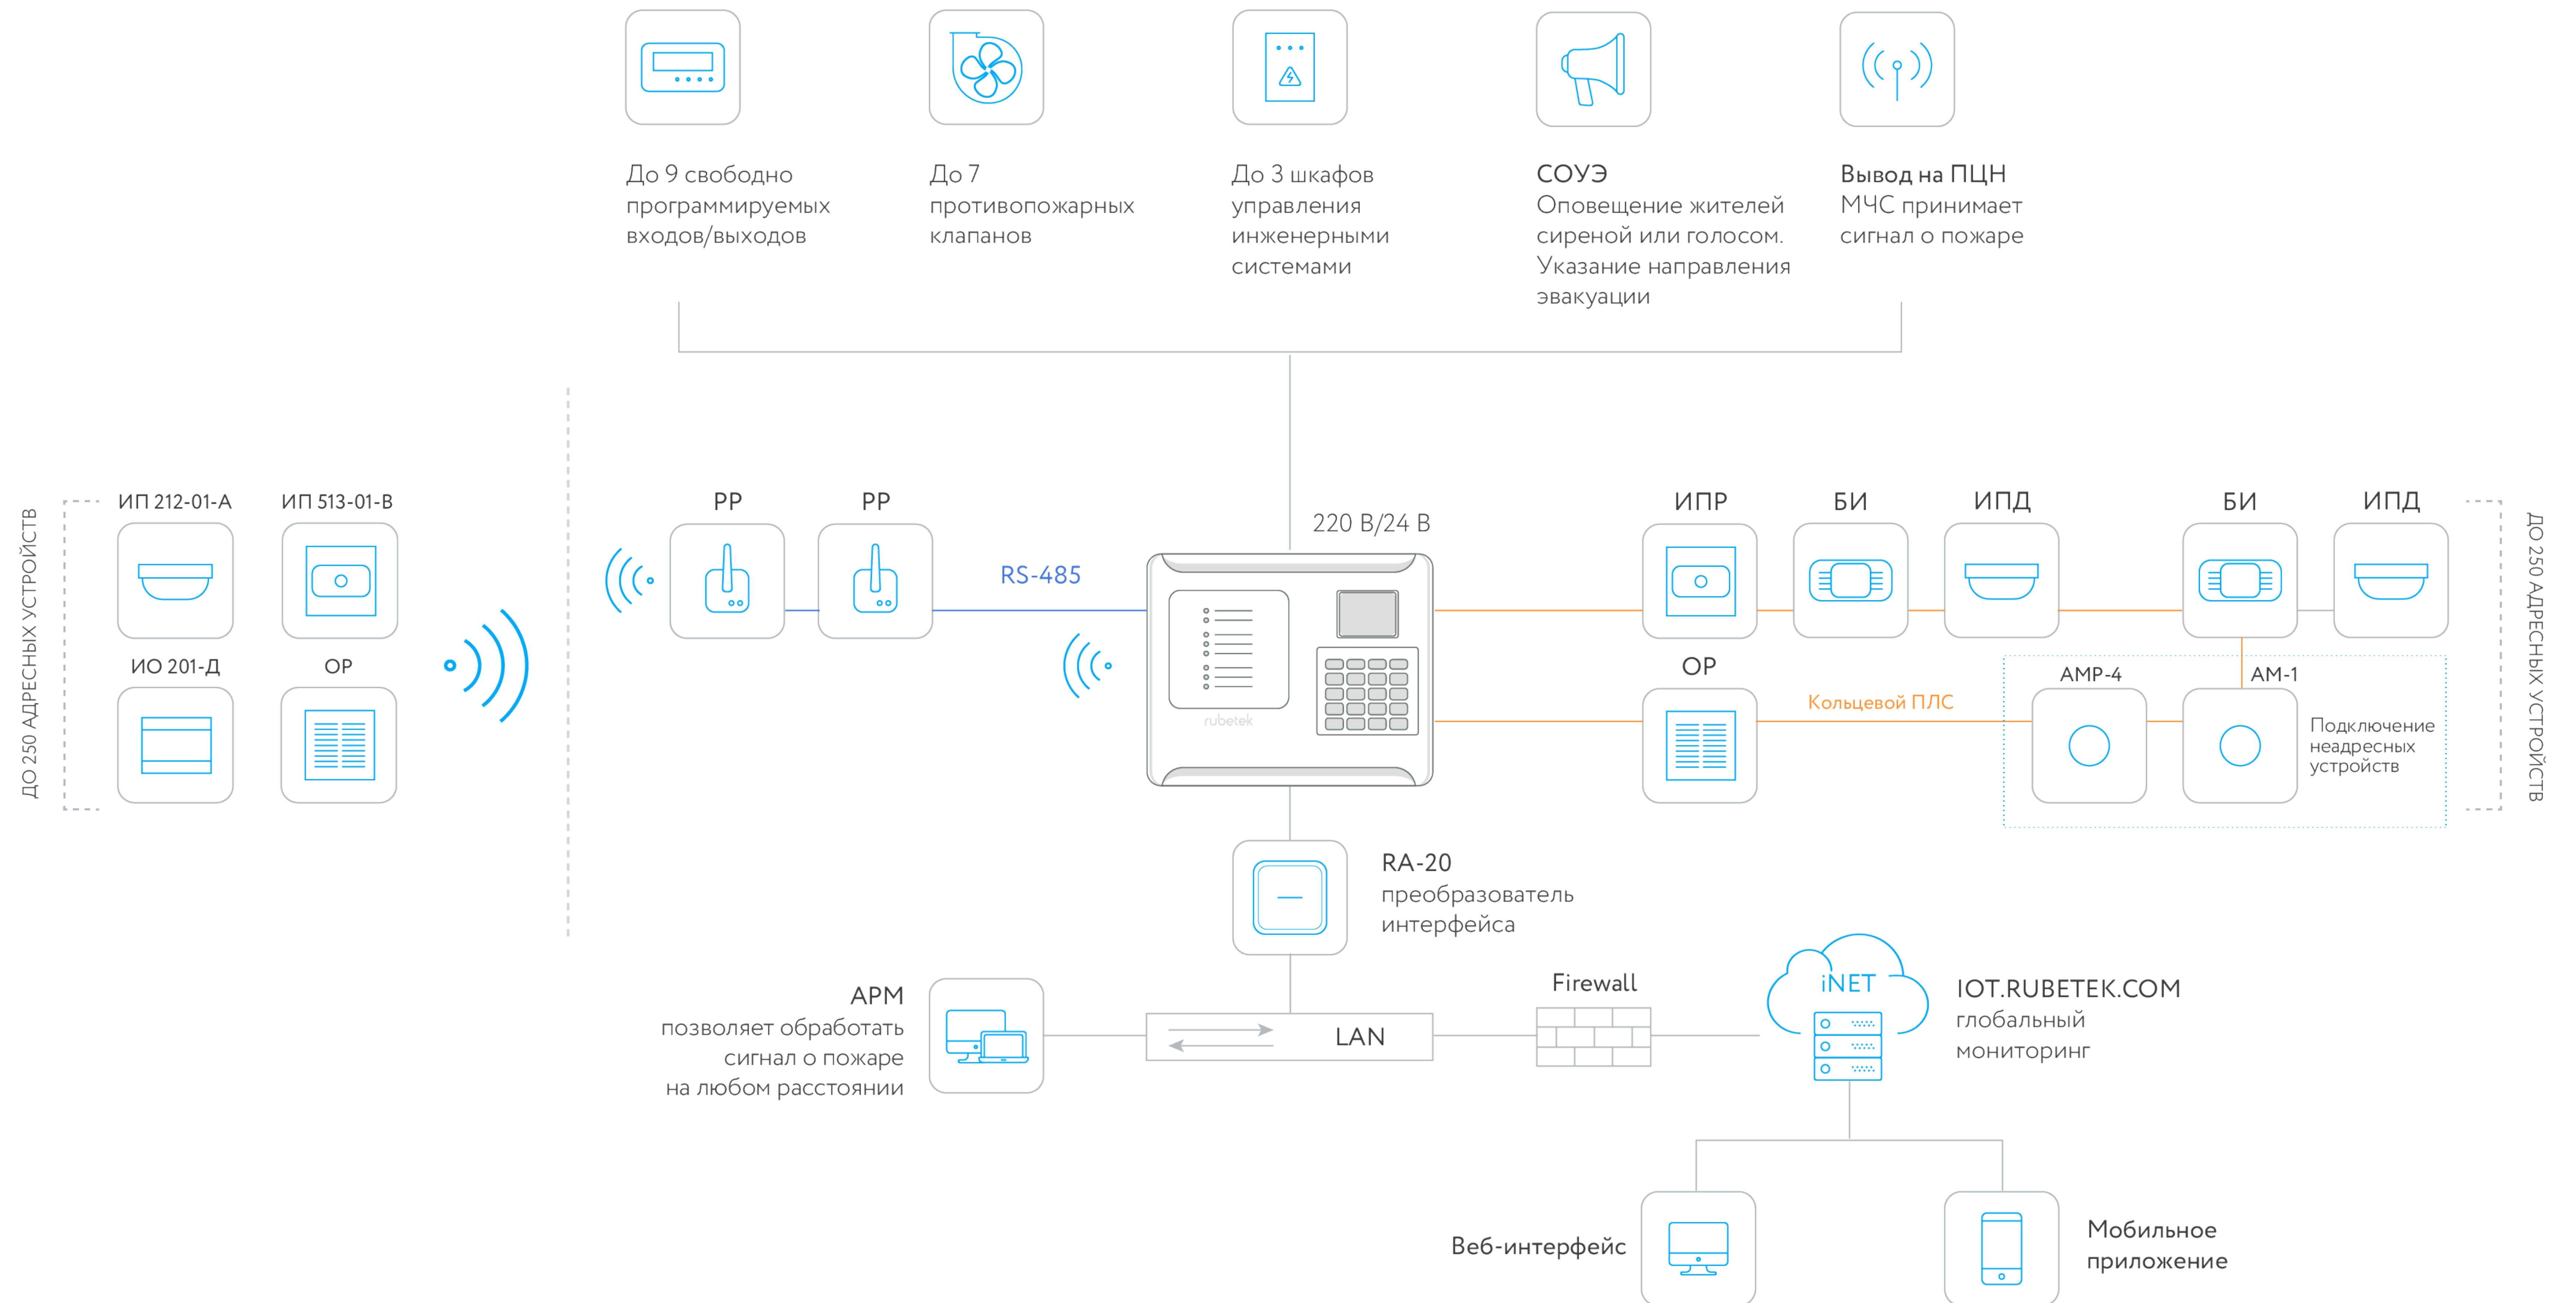 До 9 свободно
программируемых
входов/выходов
До 7
противопожарных
клапанов
До 3 шкафов
управления
инженерными
системами
СОУЭ
Оповещение жителей
сиреной или голосом.
Указание направления
эвакуации
Вывод на ПЦН
МЧС принимает
сигнал о пожаре
ДО 250 АДРЕСНЫХ УСТРОЙСТВ
ИП 212-01-А
ИП 513-01-В
ИО 201-Д
ОР
РР
РР
RS-485
220 В/24 В
rubetek
ИПР
БИ
ИПД
БИ
ИПД
ОР
Кольцевой ПЛС
АМР-4
АМ-1
Подключение
неадресных
устройств
ДО 250 АДРЕСНЫХ УСТРОЙСТВ
RA-20
преобразователь
интерфейса
АРМ
позволяет обработать
сигнал о пожаре
на любом расстоянии
LAN
Firewall
iNET
IOT.RUBETEK.COM
глобальный
мониторинг
Веб-интерфейс
Мобильное
приложение